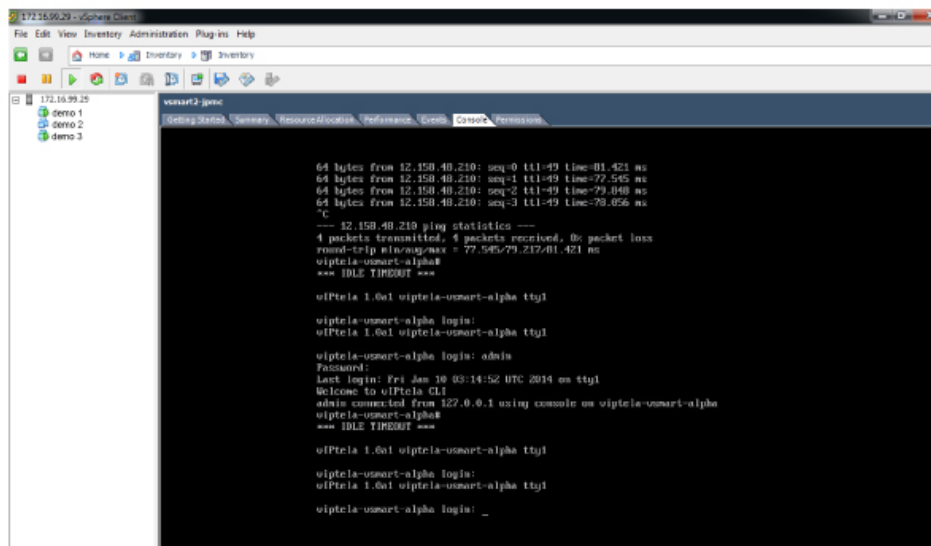 172.16.99.29 - vSphere Client
File Edit View Inventory Administration Plug-ins Help
Home Inventory Inventory
172.16.99.29
demo 1
demo 2
demo 3
vsmart2-jpmc
Getting Started Summary Resource Allocation Performance Events Console Permissions
64 bytes from 12.158.48.210: seq=0 ttl=49 time=81.421 ms
64 bytes from 12.158.48.210: seq=1 ttl=49 time=77.545 ms
64 bytes from 12.158.48.210: seq=2 ttl=49 time=79.848 ms
64 bytes from 12.158.48.210: seq=3 ttl=49 time=78.056 ms
^C
--- 12.158.48.210 ping statistics ---
4 packets transmitted, 4 packets received, 0% packet loss
round-trip min/avg/max = 77.545/79.217/81.421 ms
viptela-vsmart-alpha#
*** IDLE TIMEOUT ***
vIPtela 1.0a1 viptela-vsmart-alpha tty1
viptela-vsmart-alpha login:
vIPtela 1.0a1 viptela-vsmart-alpha tty1
viptela-vsmart-alpha login: admin
Password:
Last login: Fri Jan 10 03:14:52 UTC 2014 on tty1
Welcome to vIPtela CLI
admin connected from 127.0.0.1 using console on viptela-vsmart-alpha
viptela-vsmart-alpha#
*** IDLE TIMEOUT ***
vIPtela 1.0a1 viptela-vsmart-alpha tty1
viptela-vsmart-alpha login:
vIPtela 1.0a1 viptela-vsmart-alpha tty1
viptela-vsmart-alpha login: _